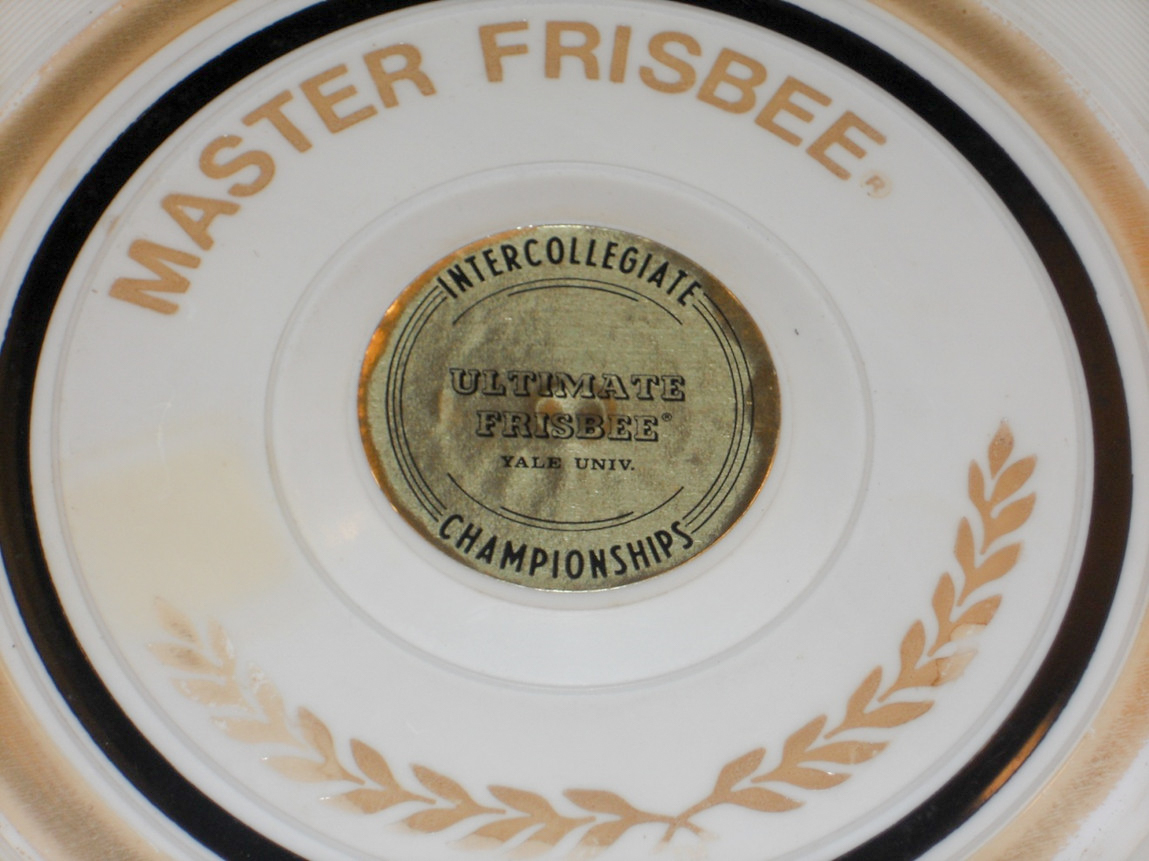 MASTER FRISBEE®
INTERCOLLEGIATE
ULTIMATE
FRISBEE®
YALE UNIV.
CHAMPIONSHIPS